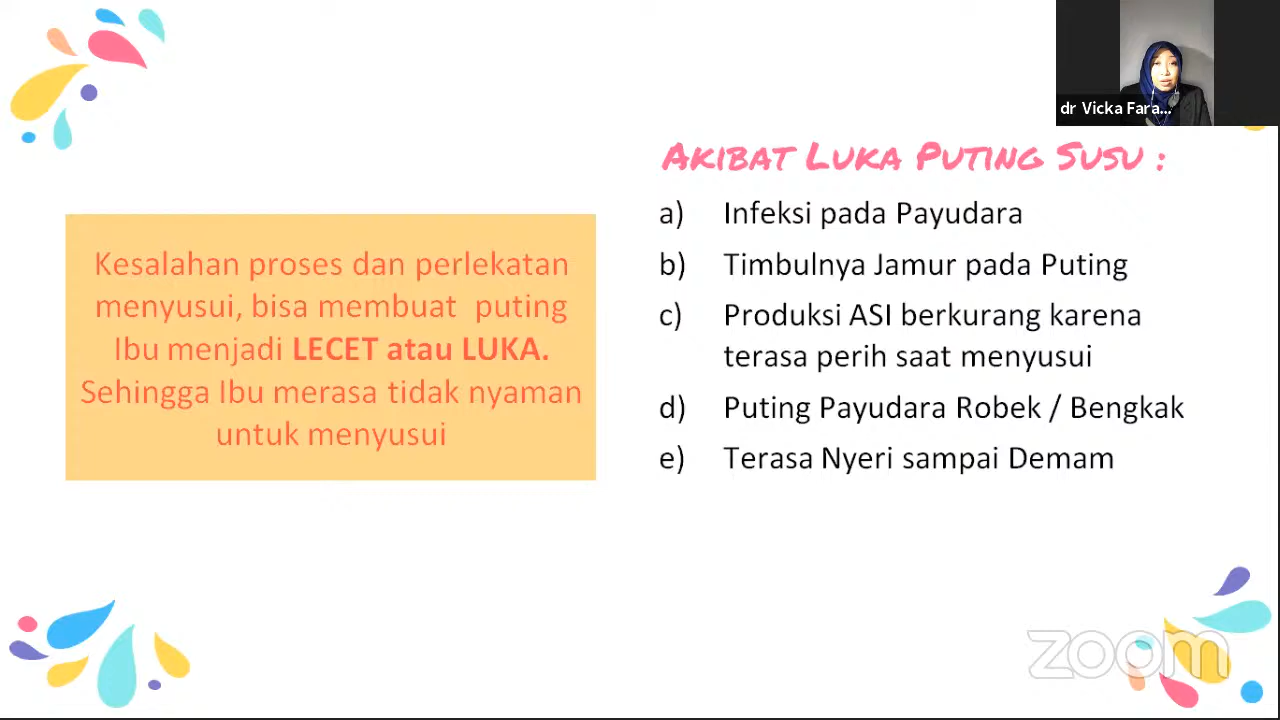 dr Vicka Fara...
Akibat Luka Puting Susu :
Kesalahan proses dan perlekatan
menyusui, bisa membuat puting
Ibu menjadi LECET atau LUKA.
Sehingga Ibu merasa tidak nyaman
untuk menyusui
a) Infeksi pada Payudara
b) Timbulnya Jamur pada Puting
c) Produksi ASI berkurang karena
terasa perih saat menyusui
d) Puting Payudara Robek / Bengkak
e) Terasa Nyeri sampai Demam
zoom